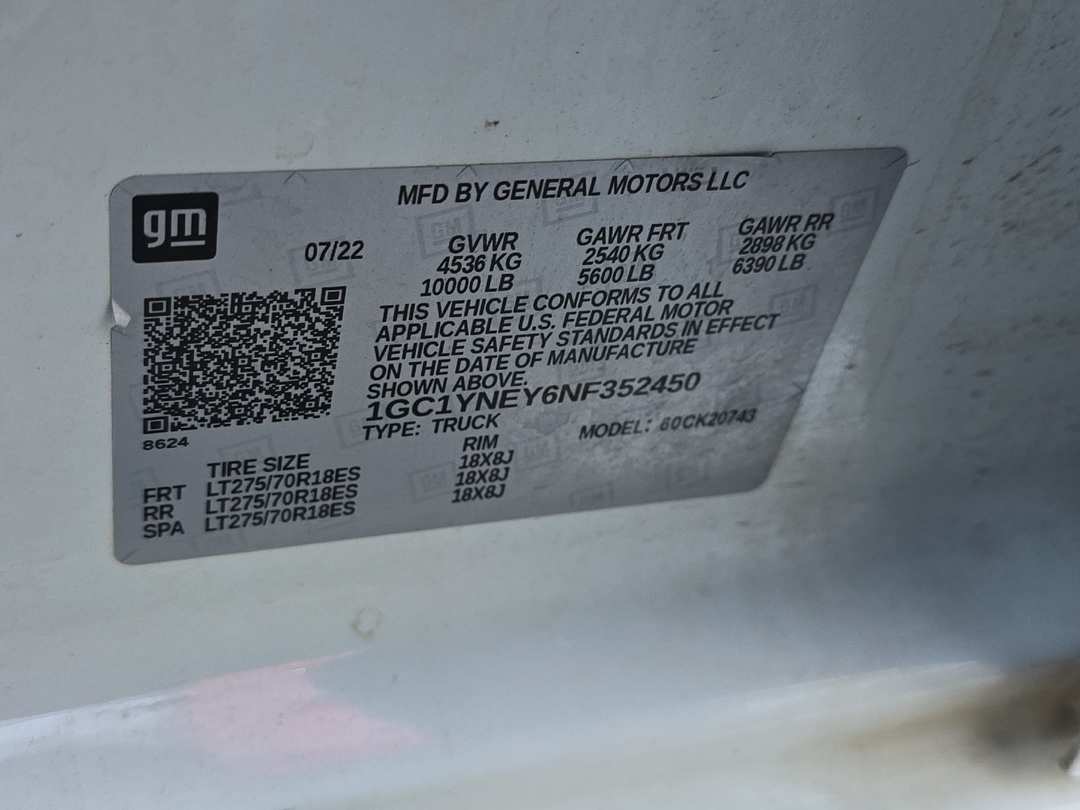 gm
MFD BY GENERAL MOTORS LLC
07/22 GVWR GAWR FRT GAWR RR
4536 KG 2540 KG 2898 KG
10000 LB 5600 LB 6390 LB
THIS VEHICLE CONFORMS TO ALL
APPLICABLE U.S. FEDERAL MOTOR
VEHICLE SAFETY STANDARDS IN EFFECT
ON THE DATE OF MANUFACTURE
SHOWN ABOVE.
1GC1YNEY6NF352450
TYPE: TRUCK MODEL: 60CK20743
8624
TIRE SIZE RIM
FRT LT275/70R18ES 18X8J
RR LT275/70R18ES 18X8J
SPA LT275/70R18ES 18X8J